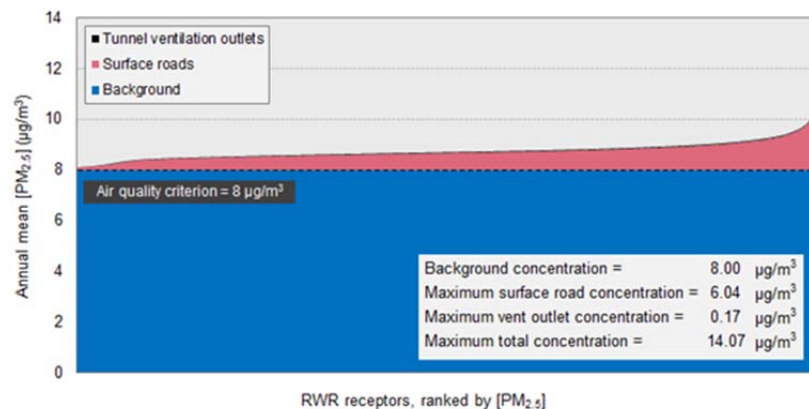 14
12
10
8
6
4
2
0
Annual mean [PM2.5] (µg/m3)
Tunnel ventilation outlets
Surface roads
Background
Air quality criterion = 8 µg/m3
Background concentration = 8.00 µg/m3
Maximum surface road concentration = 6.04 µg/m3
Maximum vent outlet concentration = 0.17 µg/m3
Maximum total concentration = 14.07 µg/m3
RWR receptors, ranked by [PM2.5]